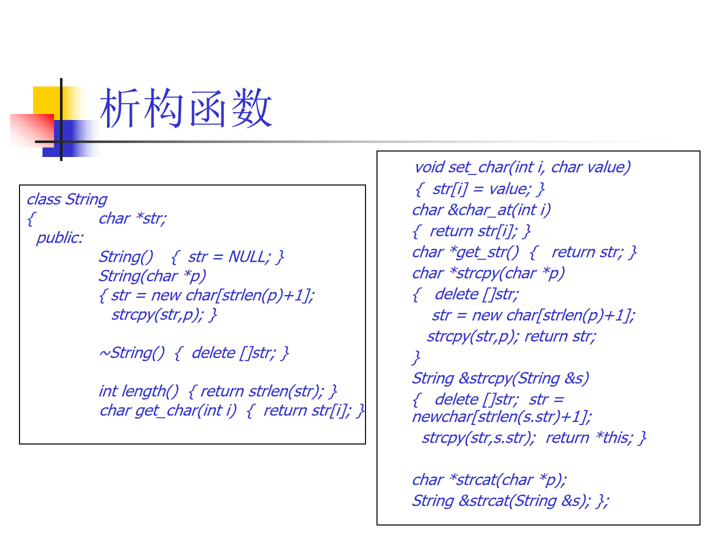 析构函数
class String
{ char *str;
public:
String() { str = NULL; }
String(char *p)
{ str = new char[strlen(p)+1];
strcpy(str,p); }
~String() { delete []str; }
int length() { return strlen(str); }
char get_char(int i) { return str[i]; }
void set_char(int i, char value)
{ str[i] = value; }
char &char_at(int i)
{ return str[i]; }
char *get_str() { return str; }
char *strcpy(char *p)
{ delete []str;
str = new char[strlen(p)+1];
strcpy(str,p); return str;
}
String &strcpy(String &s)
{ delete []str; str =
newchar[strlen(s.str)+1];
strcpy(str,s.str); return *this; }
char *strcat(char *p);
String &strcat(String &s); };